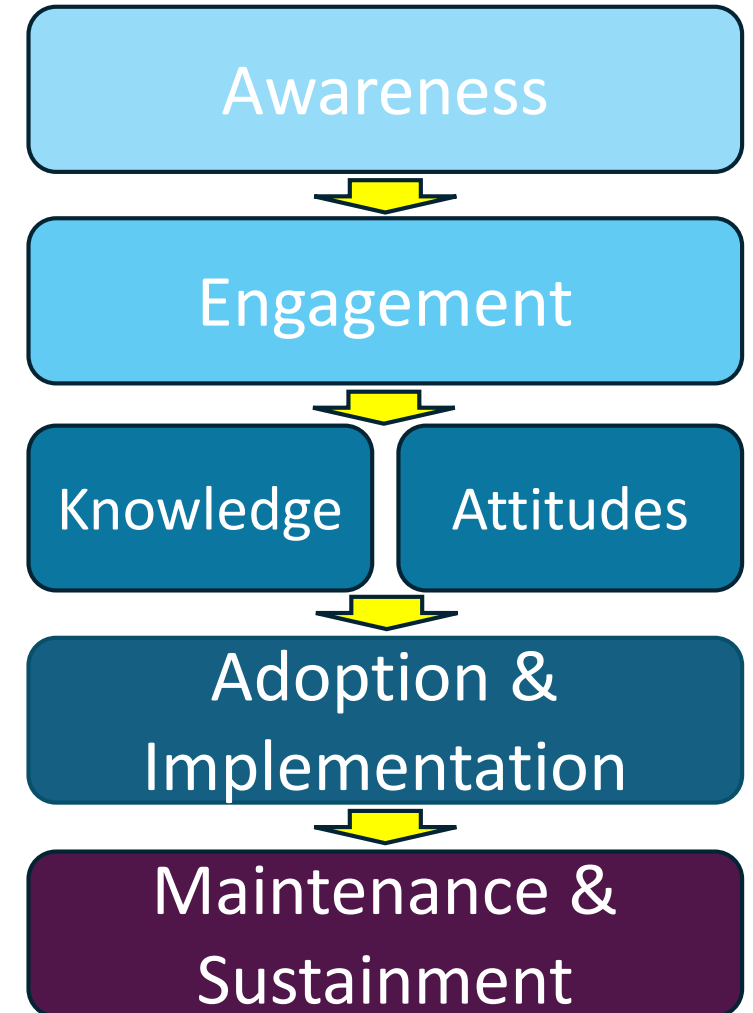 Awareness
Engagement
Knowledge
Attitudes
Adoption &
Implementation
Maintenance &
Sustainment